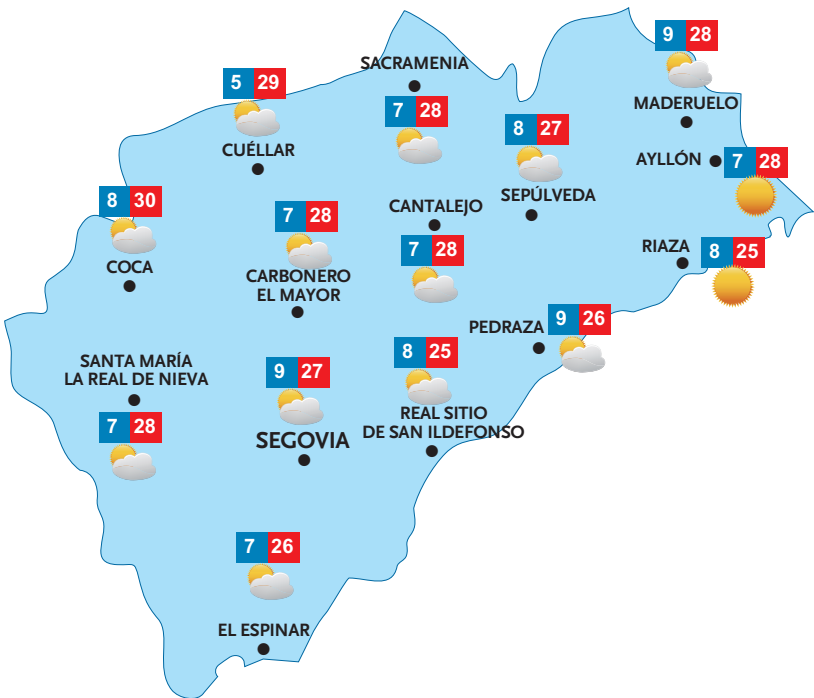 9 28
MADERUELO
SACRAMENIA
7 28
5 29
CUÉLLAR
8 27
SEPÚLVEDA
AYLLÓN
7 28
8 30
COCA
7 28
CARBONERO
EL MAYOR
CANTALEJO
7 28
RIAZA
8 25
PEDRAZA
9 26
SANTA MARÍA
LA REAL DE NIEVA
7 28
9 27
SEGOVIA
8 25
REAL SITIO
DE SAN ILDEFONSO
7 26
EL ESPINAR